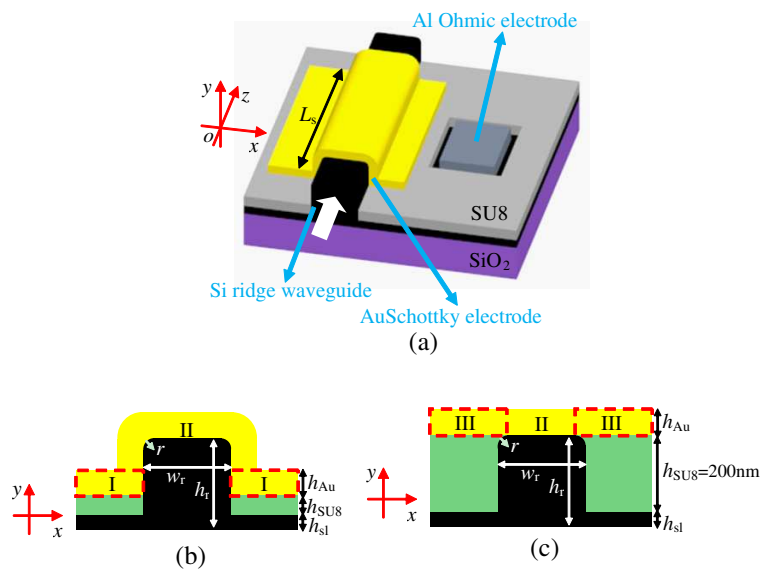 Al Ohmic electrode
y
z
o
x
Ls
SU8
SiO2
Si ridge waveguide
AuSchottky electrode
(a)
II
r
I
wr
hr
I
hAu
hSU8
hsl
y
x
(b)
III
II
III
r
wr
hr
hAu
hSU8=200nm
hsl
y
x
(c)